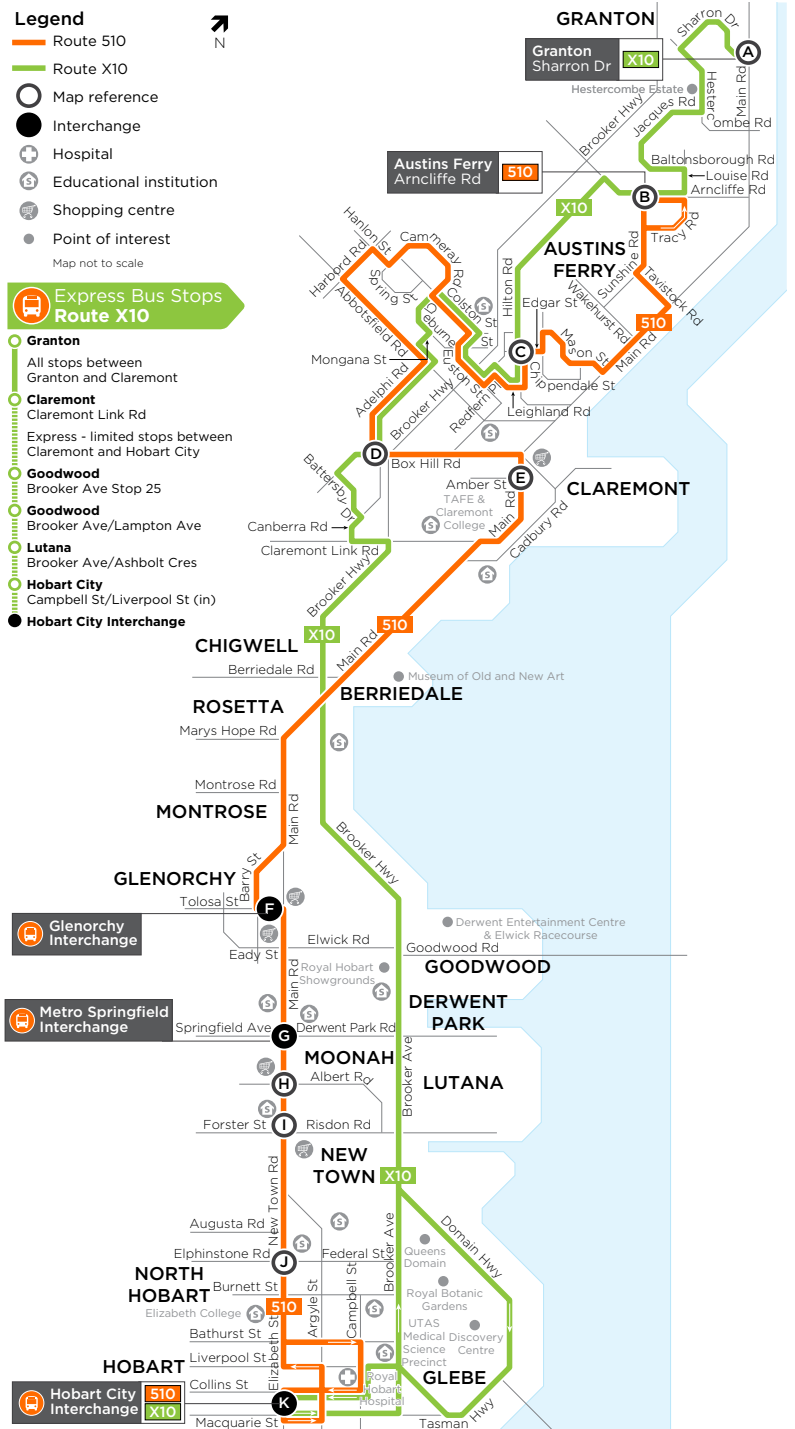 Legend
Route 510
Route X10
Map reference
Interchange
Hospital
Educational institution
Shopping centre
Point of interest
Map not to scale
N
Express Bus Stops
Route X10
Granton
All stops between
Granton and Claremont
Claremont
Claremont Link Rd
Express - limited stops between
Claremont and Hobart City
Goodwood
Brooker Ave Stop 25
Goodwood
Brooker Ave/Lampton Ave
Lutana
Brooker Ave/Ashbolt Cres
Hobart City
Campbell St/Liverpool St (in)
Hobart City Interchange
GRANTON
Sharron Dr
A
Granton
Sharron Dr
X10
Main Rd
Hestercombe Estate
Hesterc
ombe Rd
Jacques Rd
Brooker Hwy
Baltonsborough Rd
Louise Rd
Arncliffe Rd
Austins Ferry
Arncliffe Rd
510
B
X10
Tracy Rd
AUSTINS
FERRY
Sunshine Rd
Tavistock Rd
Wakehurst Rd
510
Main Rd
Hanlon St
Cammeray
Rd
Harbord Rd
Spring St
Abbotsfield Rd
Colston
St
St
Hilton Rd
Edgar St
Mason St
C
Mongana St
Euston St
Chip
pendale St
Adelphi Rd
Brooker Hwy
Redfern
Leighland Rd
D
Box Hill Rd
Battersby Dr
Amber St
E
TAFE &
Claremont
College
CLAREMONT
Main Rd
Cadbury Rd
Canberra Rd
Claremont Link Rd
Brooker Hwy
510
X10
CHIGWELL
Main Rd
Berriedale Rd
Museum of Old and New Art
BERRIEDALE
ROSETTA
Marys Hope Rd
Montrose Rd
MONTROSE
Main Rd
Brooker Hwy
GLENORCHY
Barry St
Tolosa St
F
Glenorchy
Interchange
Derwent Entertainment Centre
& Elwick Racecourse
Elwick Rd
Goodwood Rd
Eady St
GOODWOOD
Royal Hobart
Showgrounds
Main Rd
DERWENT
PARK
Metro Springfield
Interchange
Springfield Ave
G
Derwent Park Rd
MOONAH
Brooker Ave
H
Albert Rd
LUTANA
I
Forster St
Risdon Rd
NEW
TOWN
X10
New Town Rd
Augusta Rd
Domain Hwy
Elphinstone Rd
J
Federal St
Brooker Ave
Queens
Domain
NORTH
HOBART
Burnett St
Royal Botanic
Gardens
Elizabeth College
510
Argyle St
Campbell St
UTAS
Medical
Science
Precinct
Discovery
Centre
Bathurst St
Elizabeth St
HOBART
Liverpool St
Collins St
Royal
Hobart
Hospital
GLEBE
Hobart City
Interchange
510
X10
K
Macquarie St
Tasman Hwy